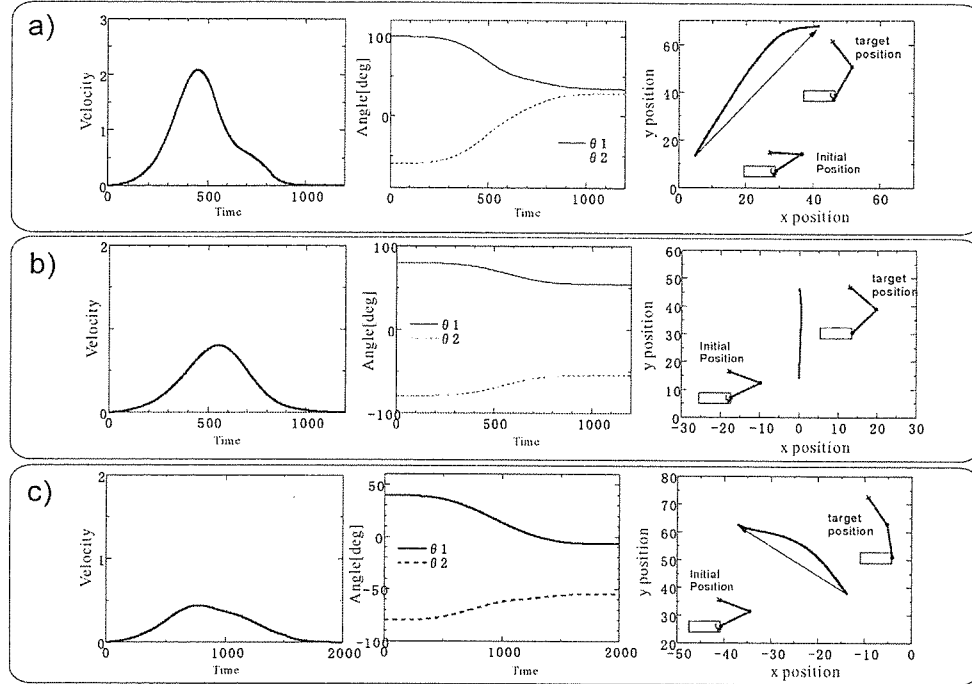 a)
3
2
1
0
Velocity
0
500
1000
Time
100
0
Angle[deg]
θ1
θ2
0
500
1000
Time
60
40
20
0
y position
target
position
Initial
Position
0
20
40
60
x position
b)
2
1
0
Velocity
0
500
1000
Time
100
0
-100
Angle[deg]
θ1
θ2
0
500
1000
Time
60
50
40
30
20
10
0
y position
target
position
Initial
Position
-30
-20
-10
0
10
20
30
x position
c)
2
1
0
Velocity
0
500
1000
1500
2000
Time
50
0
-50
-100
Angle[deg]
θ1
θ2
0
1000
2000
Time
80
70
60
50
40
30
20
y position
target
position
Initial
Position
-50
-40
-30
-20
-10
0
x position